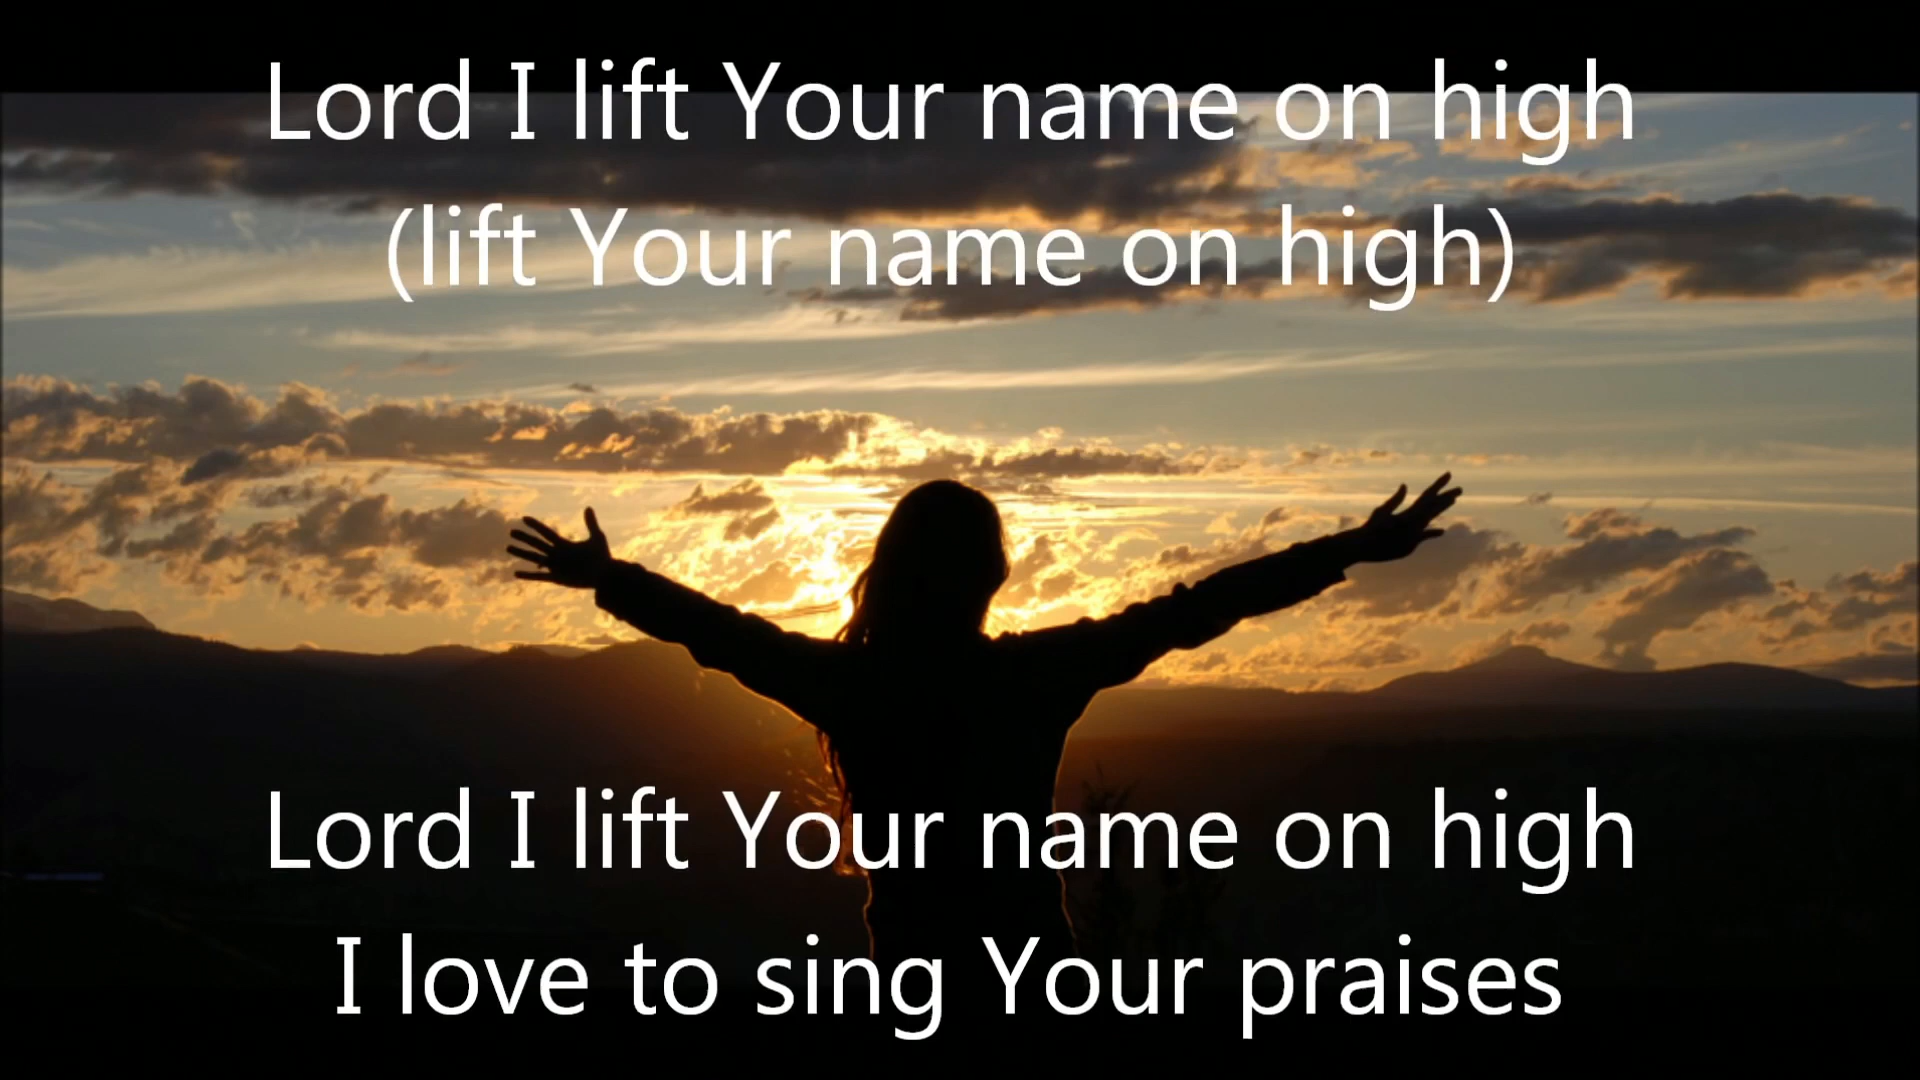 Lord I lift Your name on high
(lift Your name on high)
Lord I lift Your name on high
I love to sing Your praises